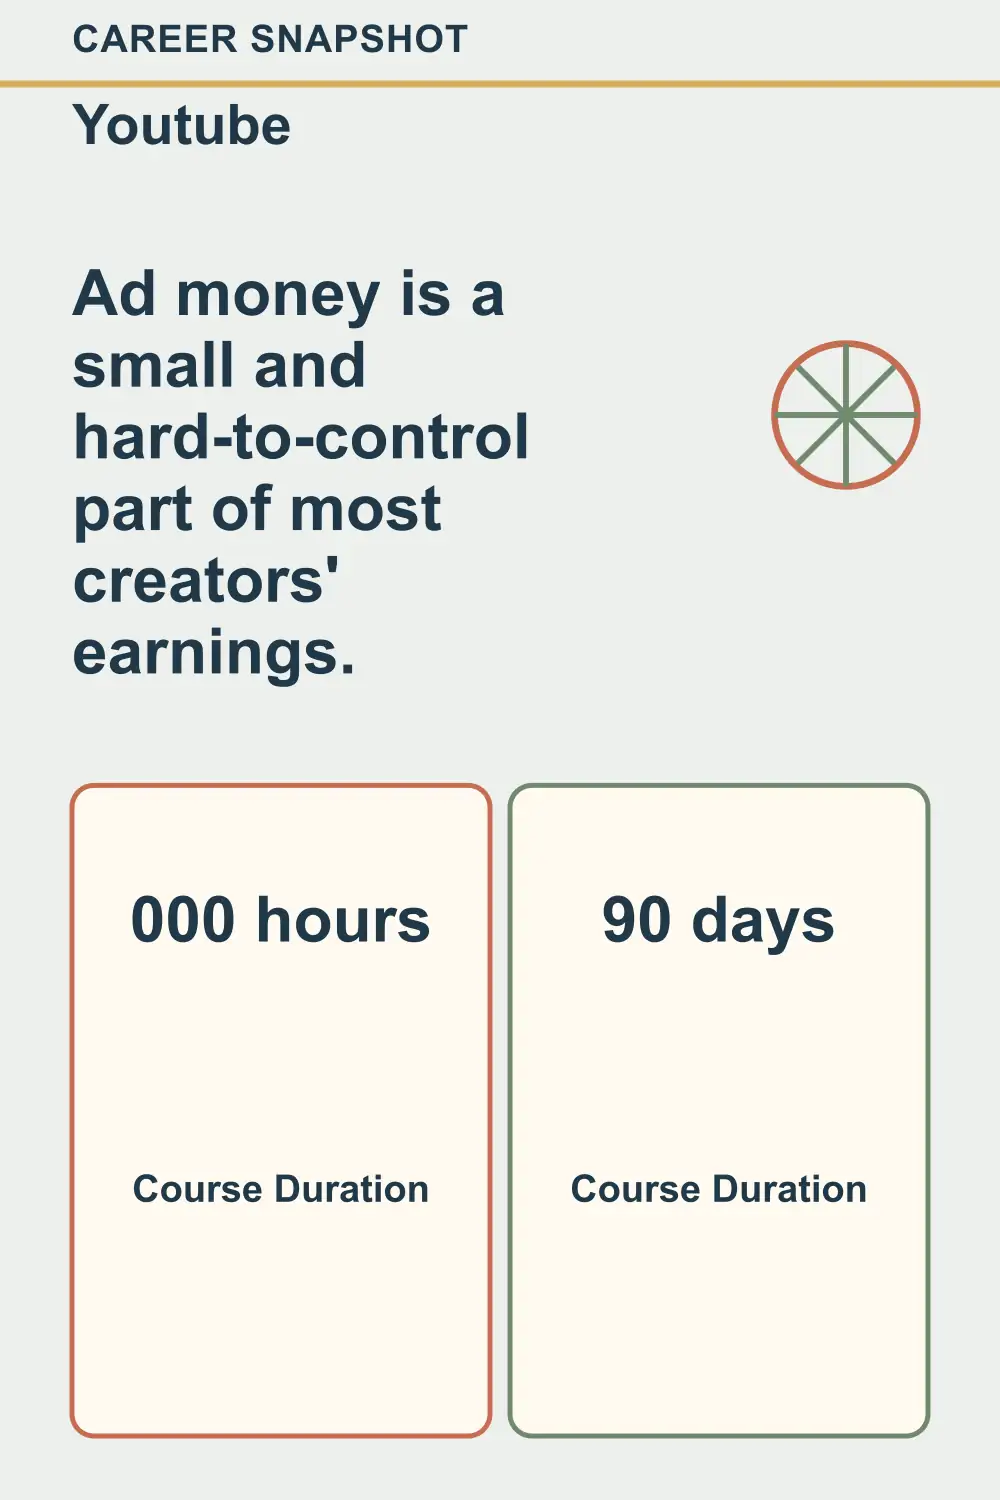 CAREER SNAPSHOT
Youtube
Ad money is a
small and
hard-to-control
part of most
creators'
earnings.
000 hours
90 days
Course Duration
Course Duration